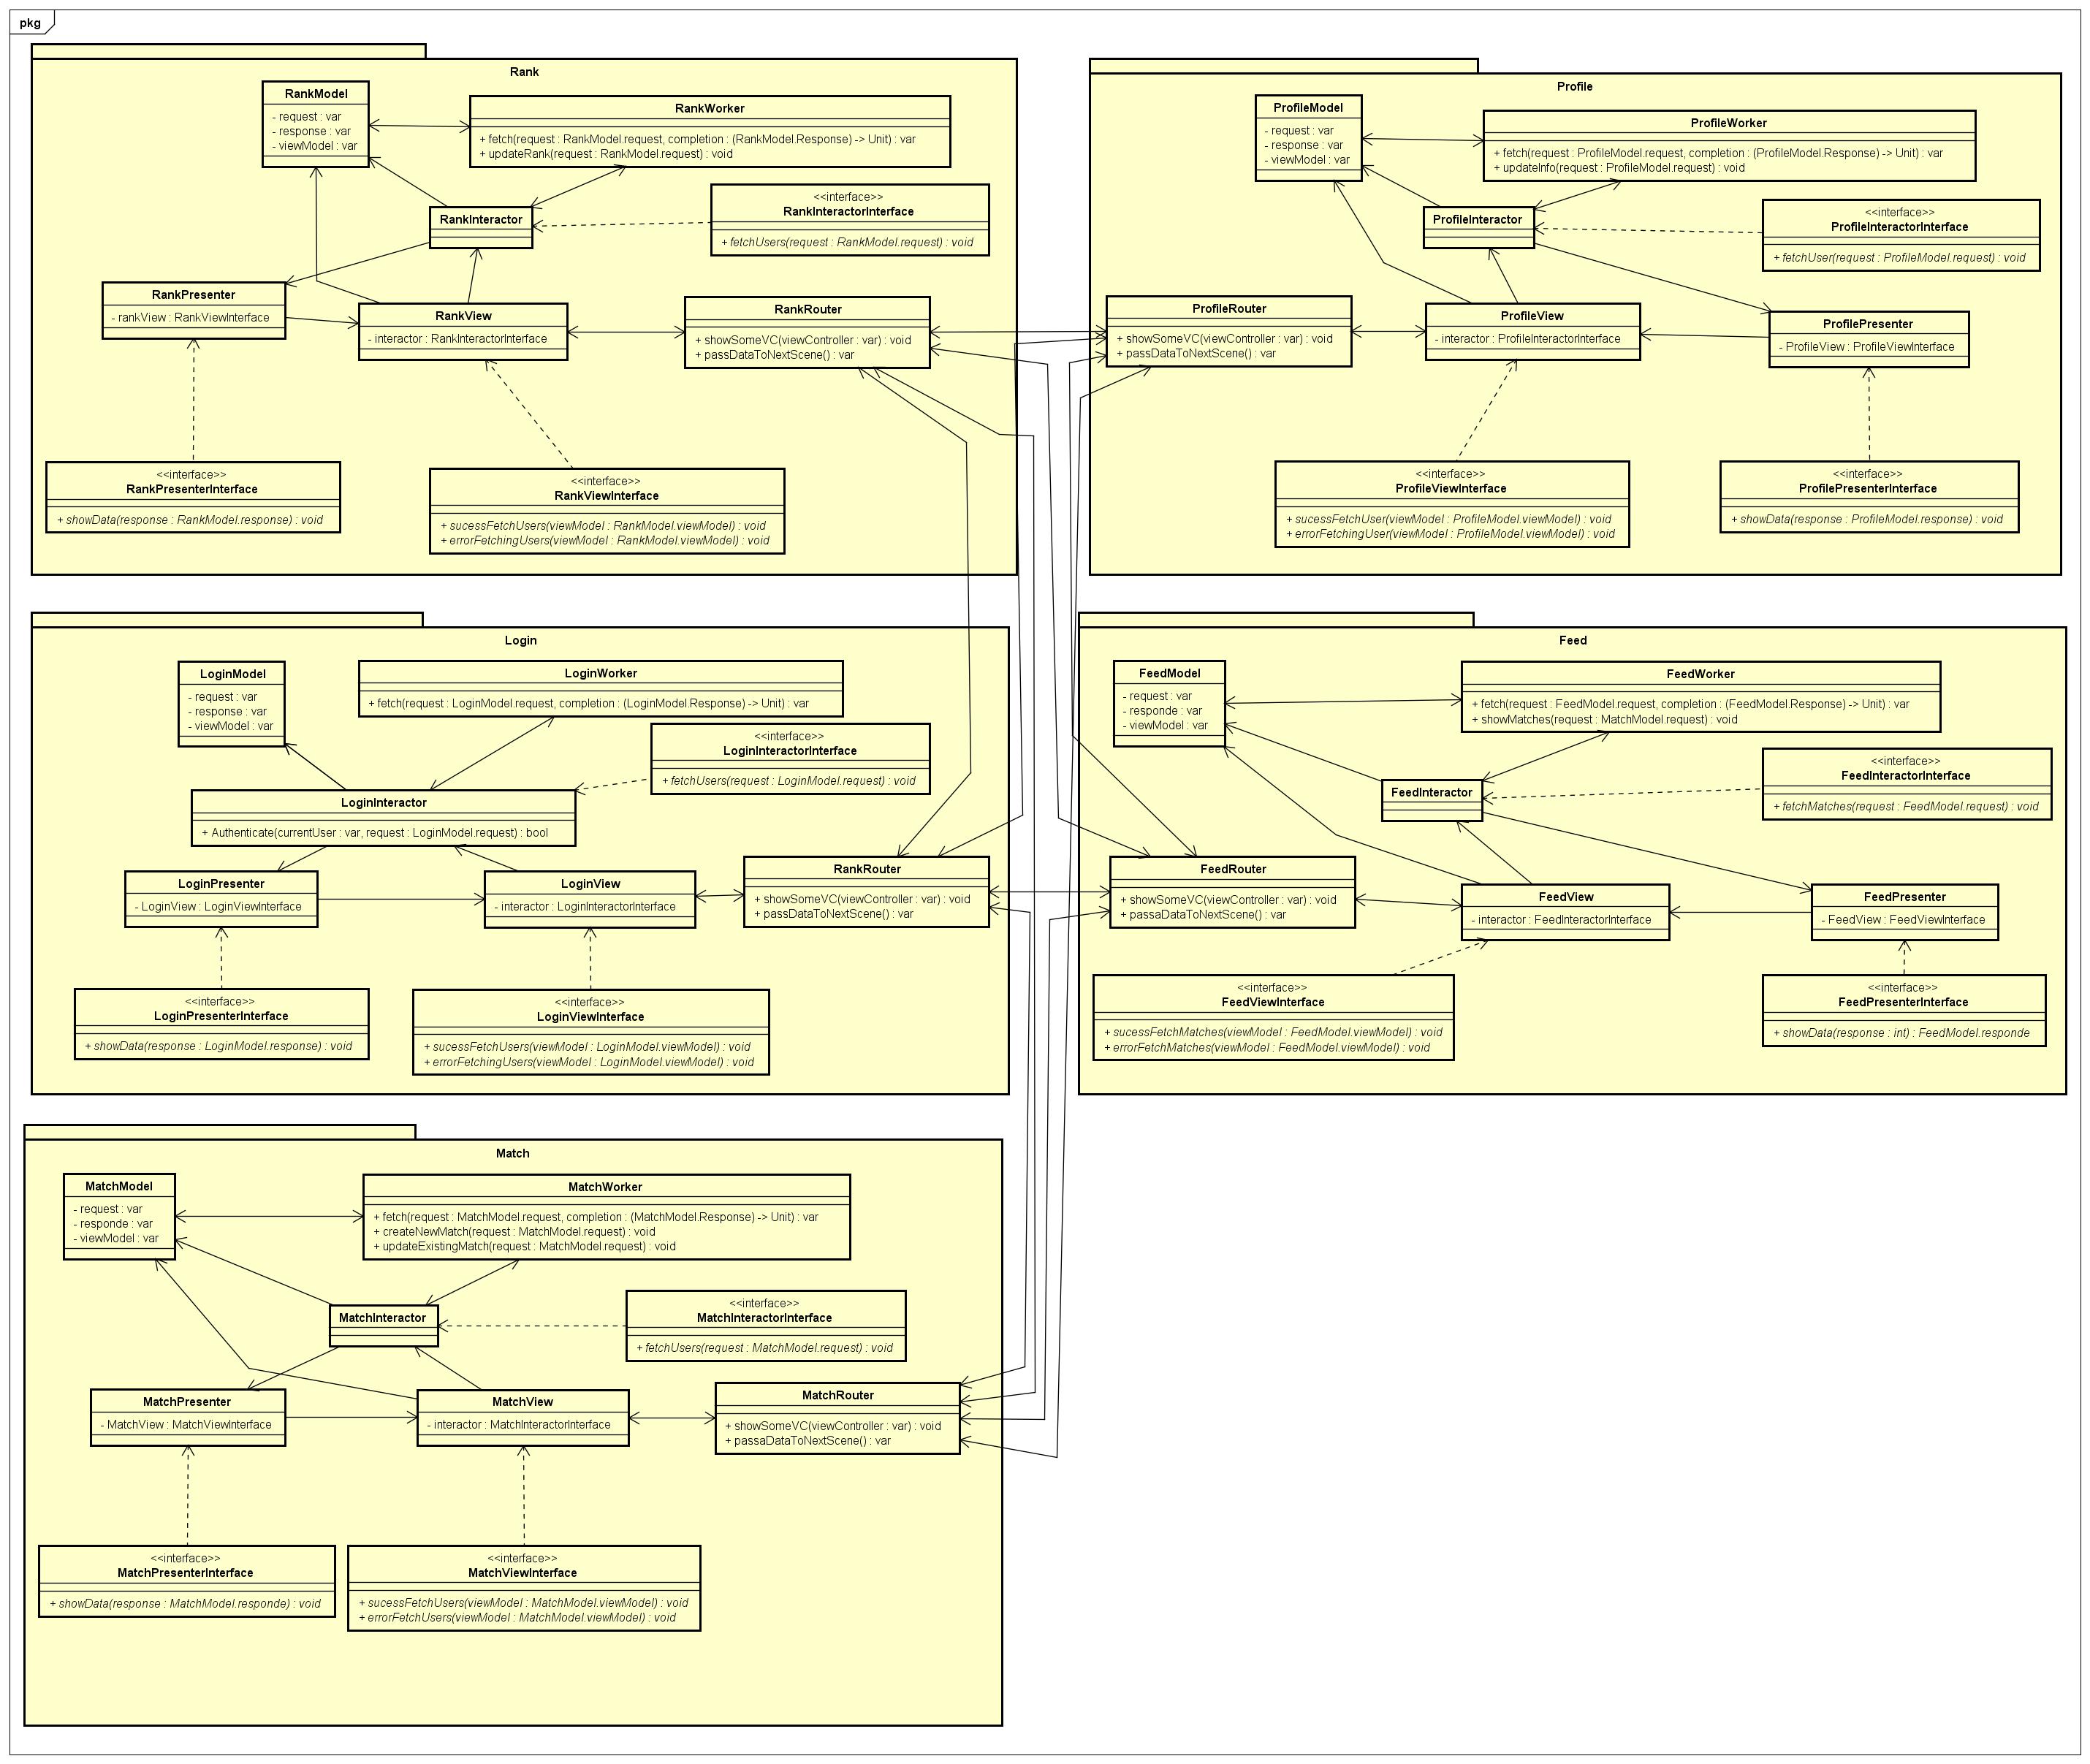 pkg
Rank
RankModel
- request : var
- response : var
- viewModel : var
RankWorker
+ fetch(request : RankModel.request, completion : (RankModel.Response) -> Unit) : var
+ updateRank(request : RankModel.request) : void
<<interface>>
RankInteractorInterface
+ fetchUsers(request : RankModel.request) : void
RankInteractor
RankPresenter
- rankView : RankViewInterface
RankView
- interactor : RankInteractorInterface
RankRouter
+ showSomeVC(viewController : var) : void
+ passDataToNextScene() : var
<<interface>>
RankPresenterInterface
+ showData(response : RankModel.response) : void
<<interface>>
RankViewInterface
+ sucessFetchUsers(viewModel : RankModel.viewModel) : void
+ errorFetchingUsers(viewModel : RankModel.viewModel) : void
Profile
ProfileModel
- request : var
- response : var
- viewModel : var
ProfileWorker
+ fetch(request : ProfileModel.request, completion : (ProfileModel.Response) -> Unit) : var
+ updateInfo(request : ProfileModel.request) : void
ProfileInteractor
<<interface>>
ProfileInteractorInterface
+ fetchUser(request : ProfileModel.request) : void
ProfileRouter
+ showSomeVC(viewController : var) : void
+ passDataToNextScene() : var
ProfileView
- interactor : ProfileInteractorInterface
ProfilePresenter
- ProfileView : ProfileViewInterface
<<interface>>
ProfileViewInterface
+ sucessFetchUser(viewModel : ProfileModel.viewModel) : void
+ errorFetchingUser(viewModel : ProfileModel.viewModel) : void
<<interface>>
ProfilePresenterInterface
+ showData(response : ProfileModel.response) : void
Login
LoginModel
- request : var
- response : var
- viewModel : var
LoginWorker
+ fetch(request : LoginModel.request, completion : (LoginModel.Response) -> Unit) : var
<<interface>>
LoginInteractorInterface
+ fetchUsers(request : LoginModel.request) : void
LoginInteractor
+ Authenticate(currentUser : var, request : LoginModel.request) : bool
LoginPresenter
- LoginView : LoginViewInterface
LoginView
- interactor : LoginInteractorInterface
RankRouter
+ showSomeVC(viewController : var) : void
+ passDataToNextScene() : var
<<interface>>
LoginPresenterInterface
+ showData(response : LoginModel.response) : void
<<interface>>
LoginViewInterface
+ sucessFetchUsers(viewModel : LoginModel.viewModel) : void
+ errorFetchingUsers(viewModel : LoginModel.viewModel) : void
Feed
FeedModel
- request : var
- responde : var
- viewModel : var
FeedWorker
+ fetch(request : FeedModel.request, completion : (FeedModel.Response) -> Unit) : var
+ showMatches(request : MatchModel.request) : void
FeedInteractor
<<interface>>
FeedInteractorInterface
+ fetchMatches(request : FeedModel.request) : void
FeedRouter
+ showSomeVC(viewController : var) : void
+ passaDataToNextScene() : var
FeedView
- interactor : FeedInteractorInterface
FeedPresenter
- FeedView : FeedViewInterface
<<interface>>
FeedViewInterface
+ sucessFetchMatches(viewModel : FeedModel.viewModel) : void
+ errorFetchMatches(viewModel : FeedModel.viewModel) : void
<<interface>>
FeedPresenterInterface
+ showData(response : int) : FeedModel.responde
Match
MatchModel
- request : var
- responde : var
- viewModel : var
MatchWorker
+ fetch(request : MatchModel.request, completion : (MatchModel.Response) -> Unit) : var
+ createNewMatch(request : MatchModel.request) : void
+ updateExistingMatch(request : MatchModel.request) : void
MatchInteractor
<<interface>>
MatchInteractorInterface
+ fetchUsers(request : MatchModel.request) : void
MatchPresenter
- MatchView : MatchViewInterface
MatchView
- interactor : MatchInteractorInterface
MatchRouter
+ showSomeVC(viewController : var) : void
+ passaDataToNextScene() : var
<<interface>>
MatchPresenterInterface
+ showData(response : MatchModel.responde) : void
<<interface>>
MatchViewInterface
+ sucessFetchUsers(viewModel : MatchModel.viewModel) : void
+ errorFetchUsers(viewModel : MatchModel.viewModel) : void